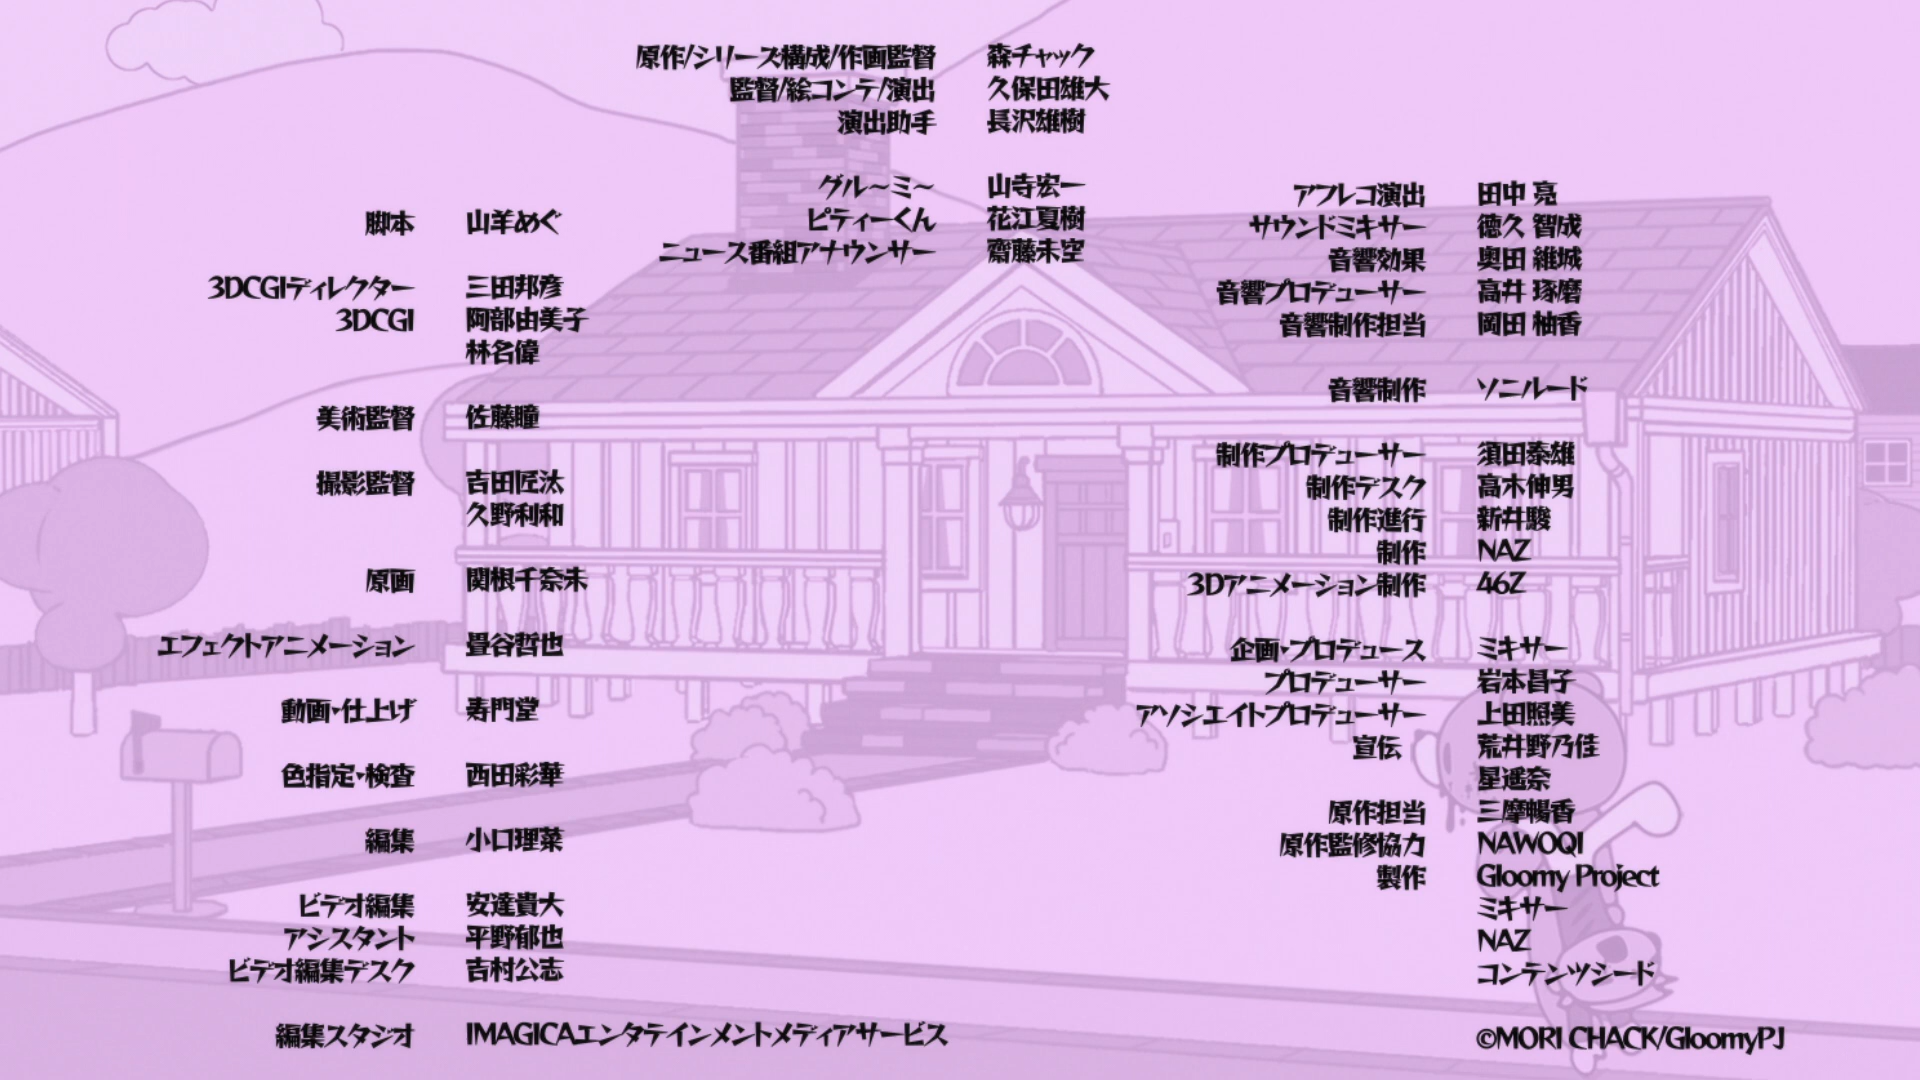 原作/シリーズ構成/作画監督 森チャック
監督/絵コンテ/演出 久保田雄大
演出助手 長沢雄樹
グル～ミ～ 山寺宏一
ピティーくん 花江夏樹
ニュース番組アナウンサー 齋藤未空
脚本 山羊めぐ
3DCGIディレクター 三田邦彦
3DCGI 阿部由美子
林名偉
美術監督 佐藤瞳
撮影監督 吉田匠汰
久野利和
原画 関根千奈未
エフェクトアニメーション 畳谷哲也
動画・仕上げ 寿門堂
色指定・検査 西田彩華
編集 小口理菜
ビデオ編集 安達貴大
アシスタント 平野郁也
ビデオ編集デスク 吉村公志
編集スタジオ IMAGICAエンタテインメントメディアサービス
アフレコ演出 田中 亮
サウンドミキサー 徳久 智成
音響効果 奥田 維城
音響プロデューサー 高井 琢磨
音響制作担当 岡田 柚香
音響制作 ソニルード
制作プロデューサー 須田泰雄
制作デスク 高木伸男
制作進行 新井駿
制作 NAZ
3Dアニメーション制作 46Z
企画・プロデュース ミキサー
プロデューサー 岩本昌子
アソシエイトプロデューサー 上田照美
宣伝 荒井野乃佳
星遥奈
原作担当 三摩暢香
原作監修協力 NAWOQI
製作 Gloomy Project
ミキサー
NAZ
コンテンツシード
©MORI CHACK/GloomyPJ